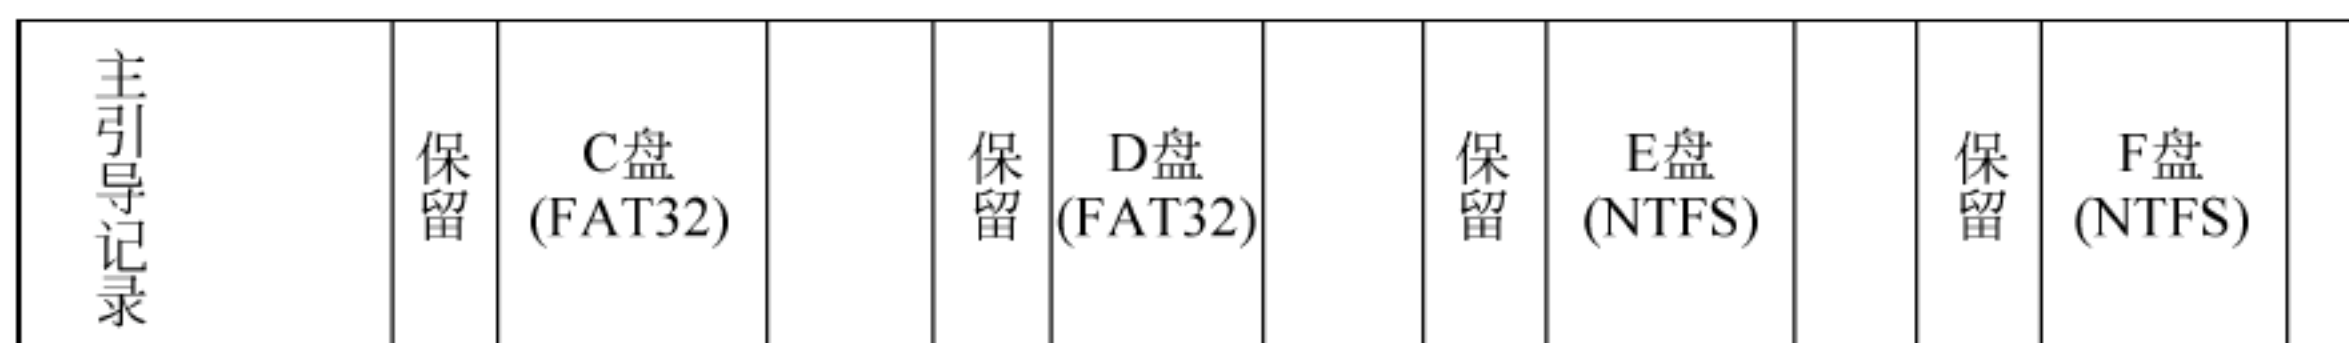 主引导记录
保留
C盘
(FAT32)
保留
D盘
(FAT32)
保留
E盘
(NTFS)
保留
F盘
(NTFS)